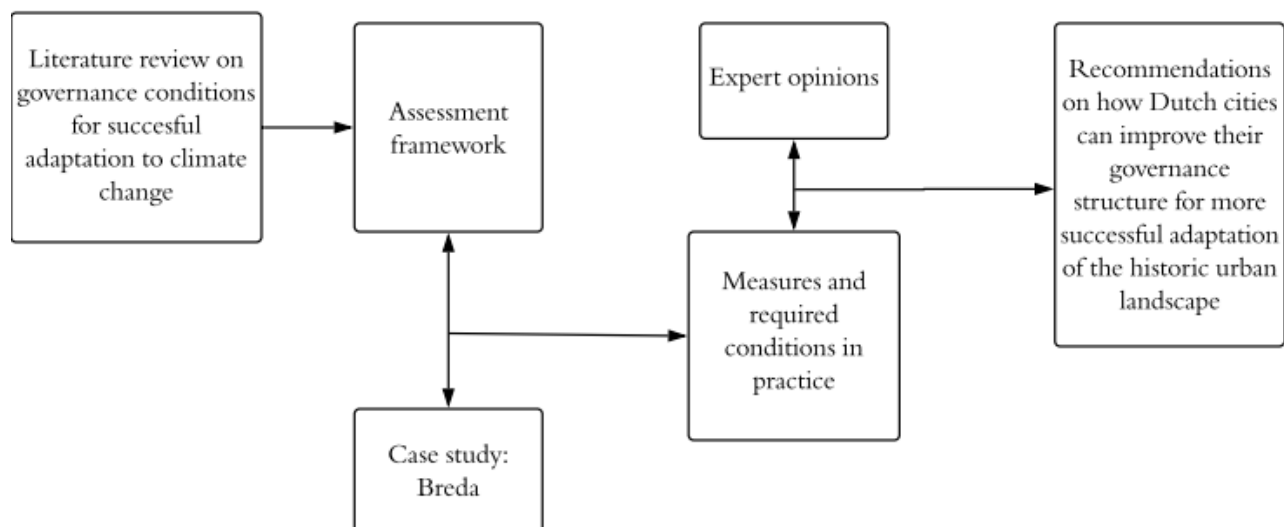 Literature review on
governance conditions
for succesful
adaptation to climate
change
Assessment
framework
Case study:
Breda
Expert opinions
Measures and
required
conditions in
practice
Recommendations
on how Dutch cities
can improve their
governance
structure for more
successful adaptation
of the historic urban
landscape